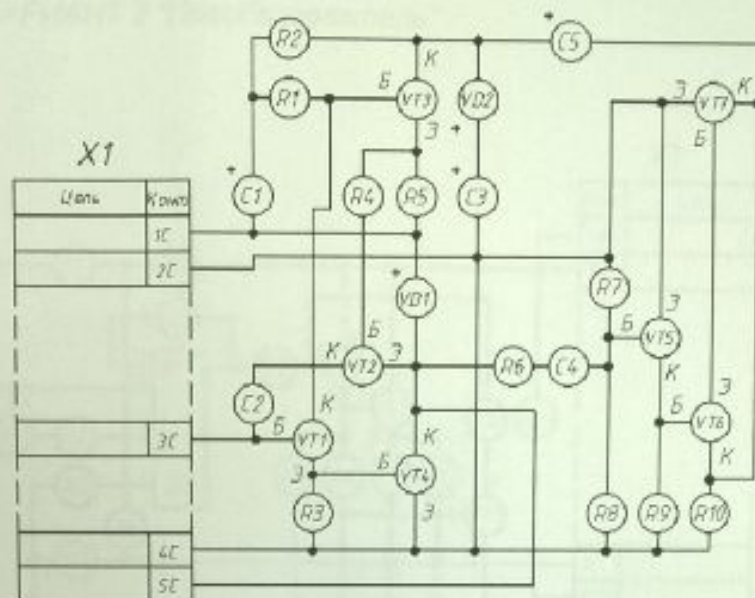 R2
+
C5
К
R1
Б
VT3
VD2
Э
VT7
К
Э
+
Б
X1
+
+
Цепь
Конт
C1
R4
R5
C3
1С
2С
+
VD1
R7
Э
Б
Б
VT5
К
VT2
Э
R6
C4
К
C2
К
Э
Б
VT6
3С
Б
VT1
К
К
Э
Б
VT4
Э
R3
R8
R9
R10
4С
5С